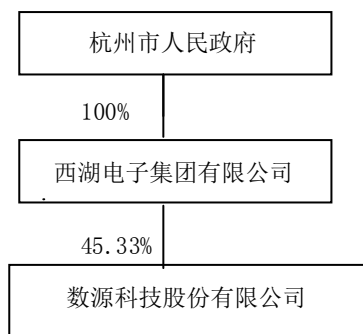 杭州市人民政府
100%
西湖电子集团有限公司
45.33%
数源科技股份有限公司